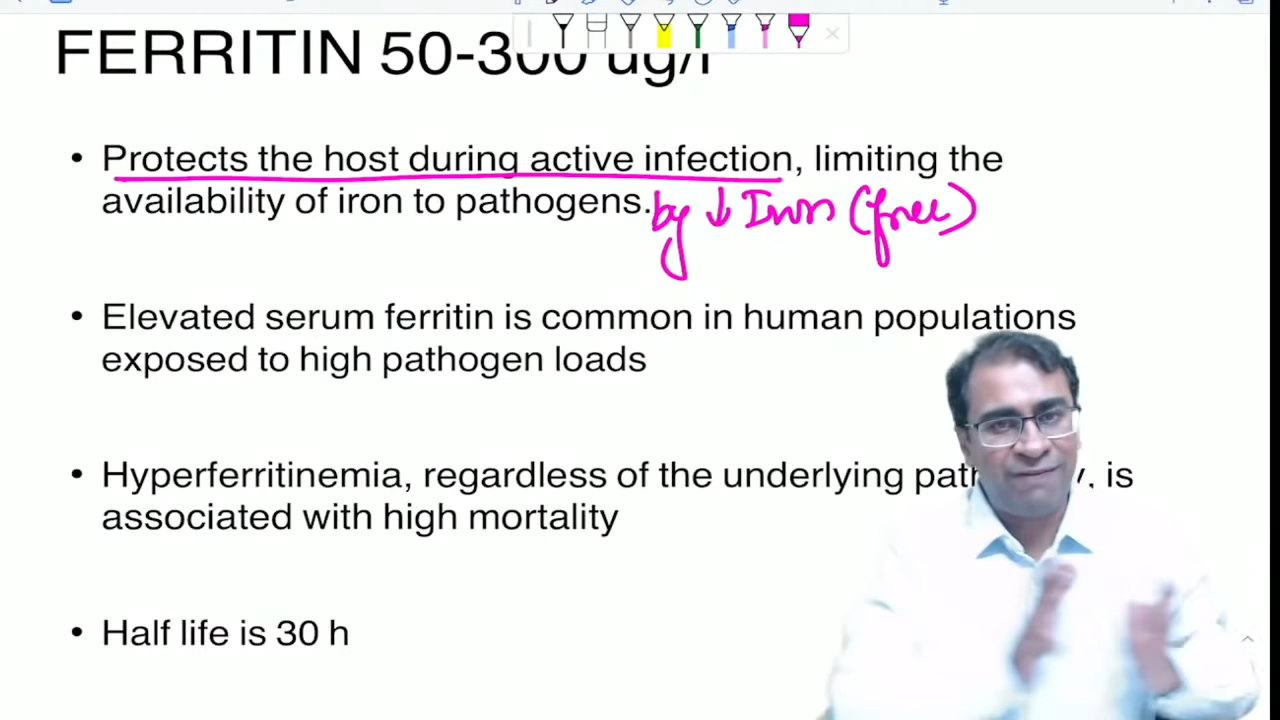 FERRITIN 50-300 ug/l
• Protects the host during active infection, limiting the
availability of iron to pathogens. by ↓ Iron (free)
• Elevated serum ferritin is common in human populations
exposed to high pathogen loads
• Hyperferritinemia, regardless of the underlying , is
associated with high mortality
• Half life is 30 h